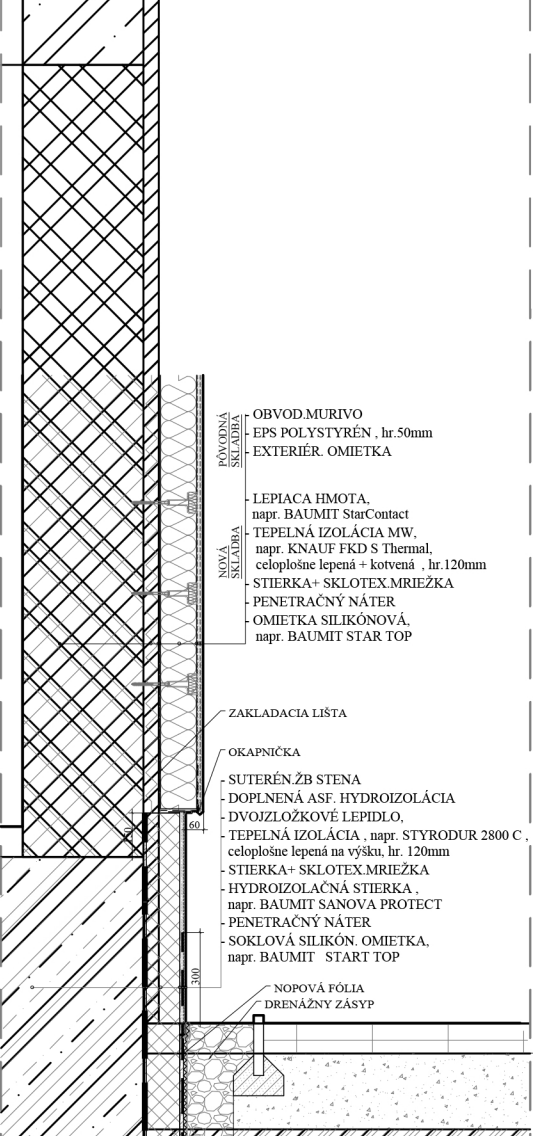 PÔVODNÁ
SKLADBA
- OBVOD.MURIVO
- EPS POLYSTYRÉN , hr.50mm
- EXTERIÉR. OMIETKA
NOVÁ
SKLADBA
- LEPIACA HMOTA,
napr. BAUMIT StarContact
- TEPELNÁ IZOLÁCIA MW,
napr. KNAUF FKD S Thermal,
celoplošne lepená + kotvená , hr.120mm
- STIERKA+ SKLOTEX.MRIEŽKA
- PENETRAČNÝ NÁTER
- OMIETKA SILIKÓNOVÁ,
napr. BAUMIT STAR TOP
ZAKLADACIA LIŠTA
OKAPNIČKA
- SUTERÉN.ŽB STENA
- DOPLNENÁ ASF. HYDROIZOLÁCIA
- DVOJZLOŽKOVÉ LEPIDLO,
- TEPELNÁ IZOLÁCIA , napr. STYRODUR 2800 C ,
celoplošne lepená na výšku, hr. 120mm
- STIERKA+ SKLOTEX.MRIEŽKA
- HYDROIZOLAČNÁ STIERKA ,
napr. BAUMIT SANOVA PROTECT
- PENETRAČNÝ NÁTER
- SOKLOVÁ SILIKÓN. OMIETKA,
napr. BAUMIT START TOP
60
300
NOPOVÁ FÓLIA
DRENÁŽNY ZÁSYP